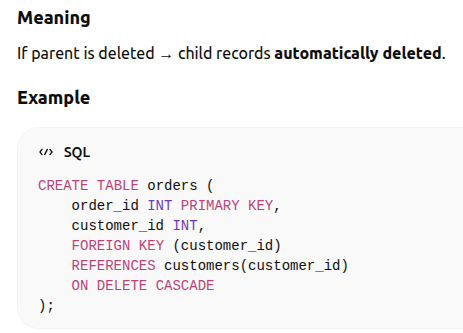 Meaning
If parent is deleted → child records automatically deleted.
Example
</> SQL
CREATE TABLE orders (
    order_id INT PRIMARY KEY,
    customer_id INT,
    FOREIGN KEY (customer_id)
    REFERENCES customers(customer_id)
    ON DELETE CASCADE
);